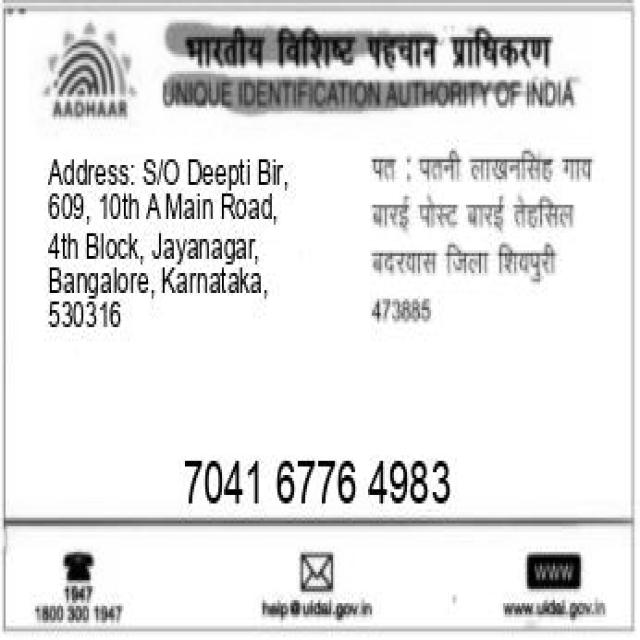 भारतीय विशिष्ट पहचान प्राधिकरण
AADHAAR
UNIQUE IDENTIFICATION AUTHORITY OF INDIA
Address: S/O Deepti Bir,
609, 10th A Main Road,
4th Block, Jayanagar,
Bangalore, Karnataka,
530316
पत : पतनी लाखनसिंह गाय
बारई पोस्ट बारई तेहसिल
बदरवास जिला शिवपुरी
473885
7041 6776 4983
1947
1800 300 1947
help@uidai.gov.in
WWW
www.uidai.gov.in